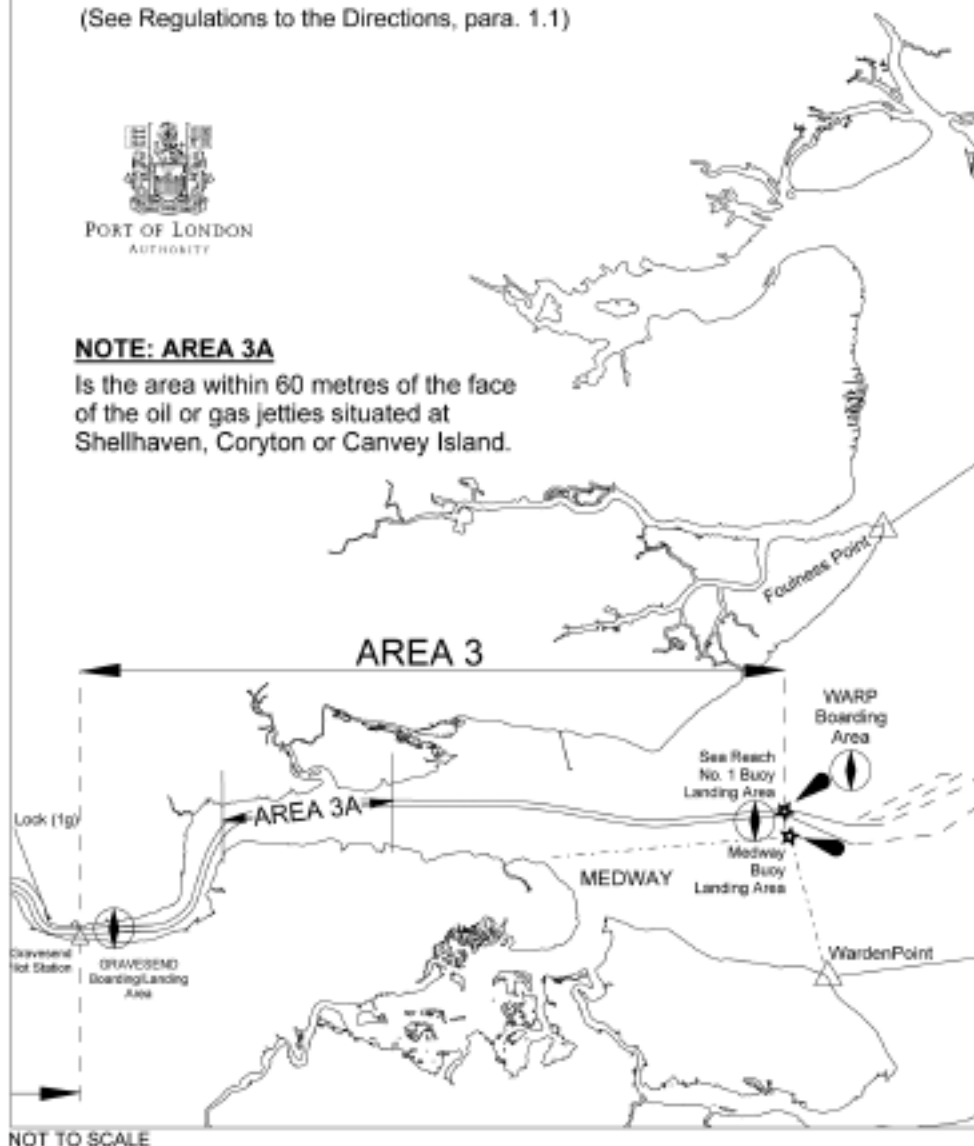 (See Regulations to the Directions, para. 1.1)
PORT OF LONDON
AUTHORITY
NOTE: AREA 3A
Is the area within 60 metres of the face
of the oil or gas jetties situated at
Shellhaven, Coryton or Canvey Island.
Foulness Point
AREA 3
WARP
Boarding
Area
Sea Reach
No. 1 Buoy
Landing Area
AREA 3A
Lock (1g)
Medway
Buoy
Landing Area
MEDWAY
WardenPoint
Gravesend
Station
GRAVESEND
Boarding/Landing
Area
NOT TO SCALE